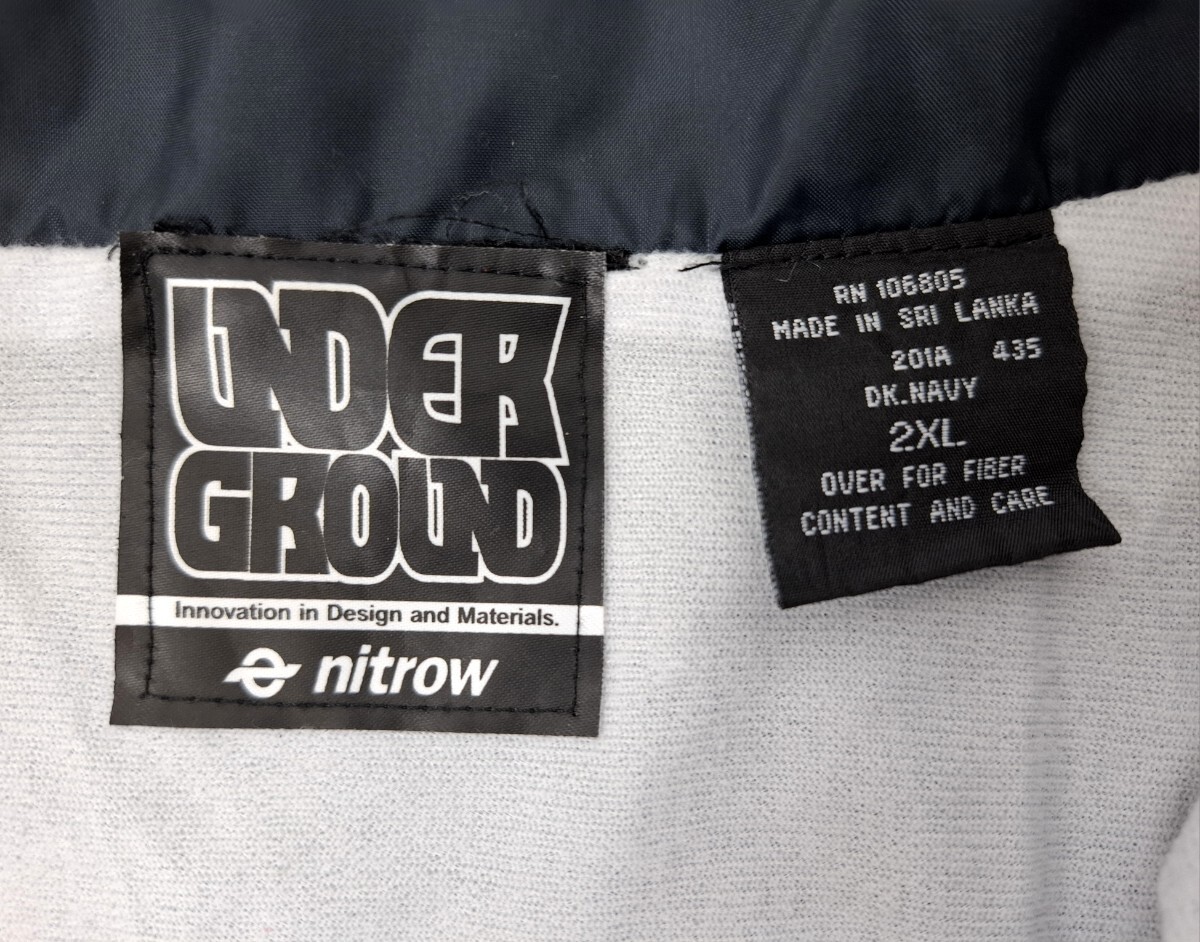 UNDER
GROUND
Innovation in Design and Materials.
nitrow
RN 106805
MADE IN SRI LANKA
201A 435
DK.NAVY
2XL
OVER FOR FIBER
CONTENT AND CARE